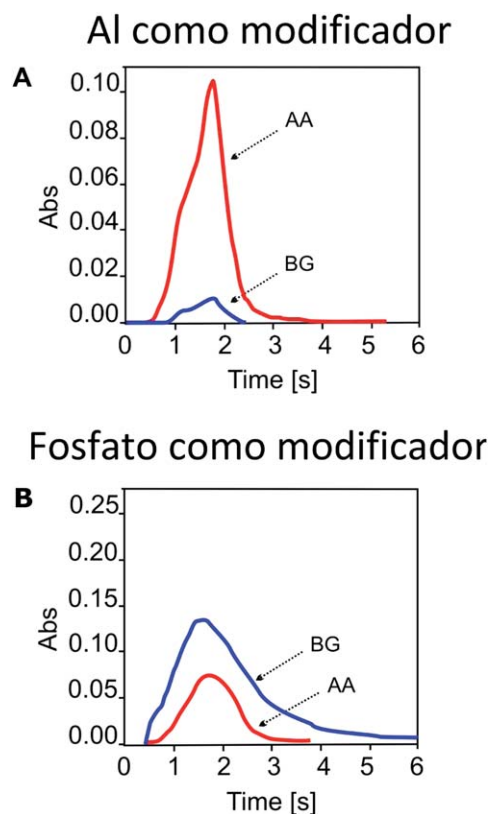 Al como modificador
A
0.10
0.08
0.06
0.04
0.02
0.00
Abs
AA
BG
0 1 2 3 4 5 6
Time [s]
Fosfato como modificador
B
0.25
0.20
0.15
0.10
0.05
0.00
Abs
BG
AA
0 1 2 3 4 5 6
Time [s]